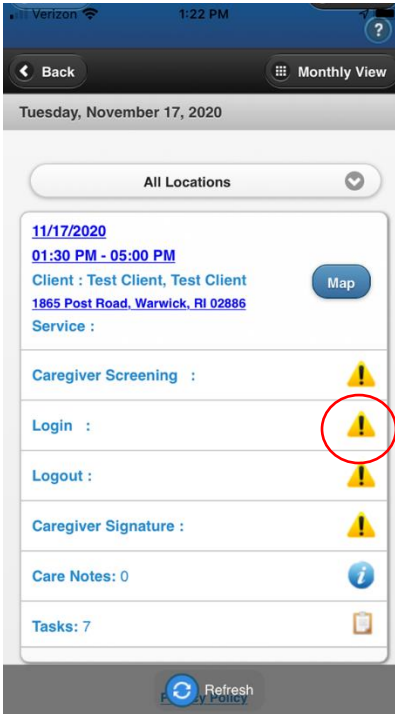 Verizon 1:22 PM
?
Back Monthly View
Tuesday, November 17, 2020
All Locations
11/17/2020
01:30 PM - 05:00 PM
Client : Test Client, Test Client
Map
1865 Post Road, Warwick, RI 02886
Service :
Caregiver Screening :
Login :
Logout :
Caregiver Signature :
Care Notes: 0
Tasks: 7
Refresh
Policy